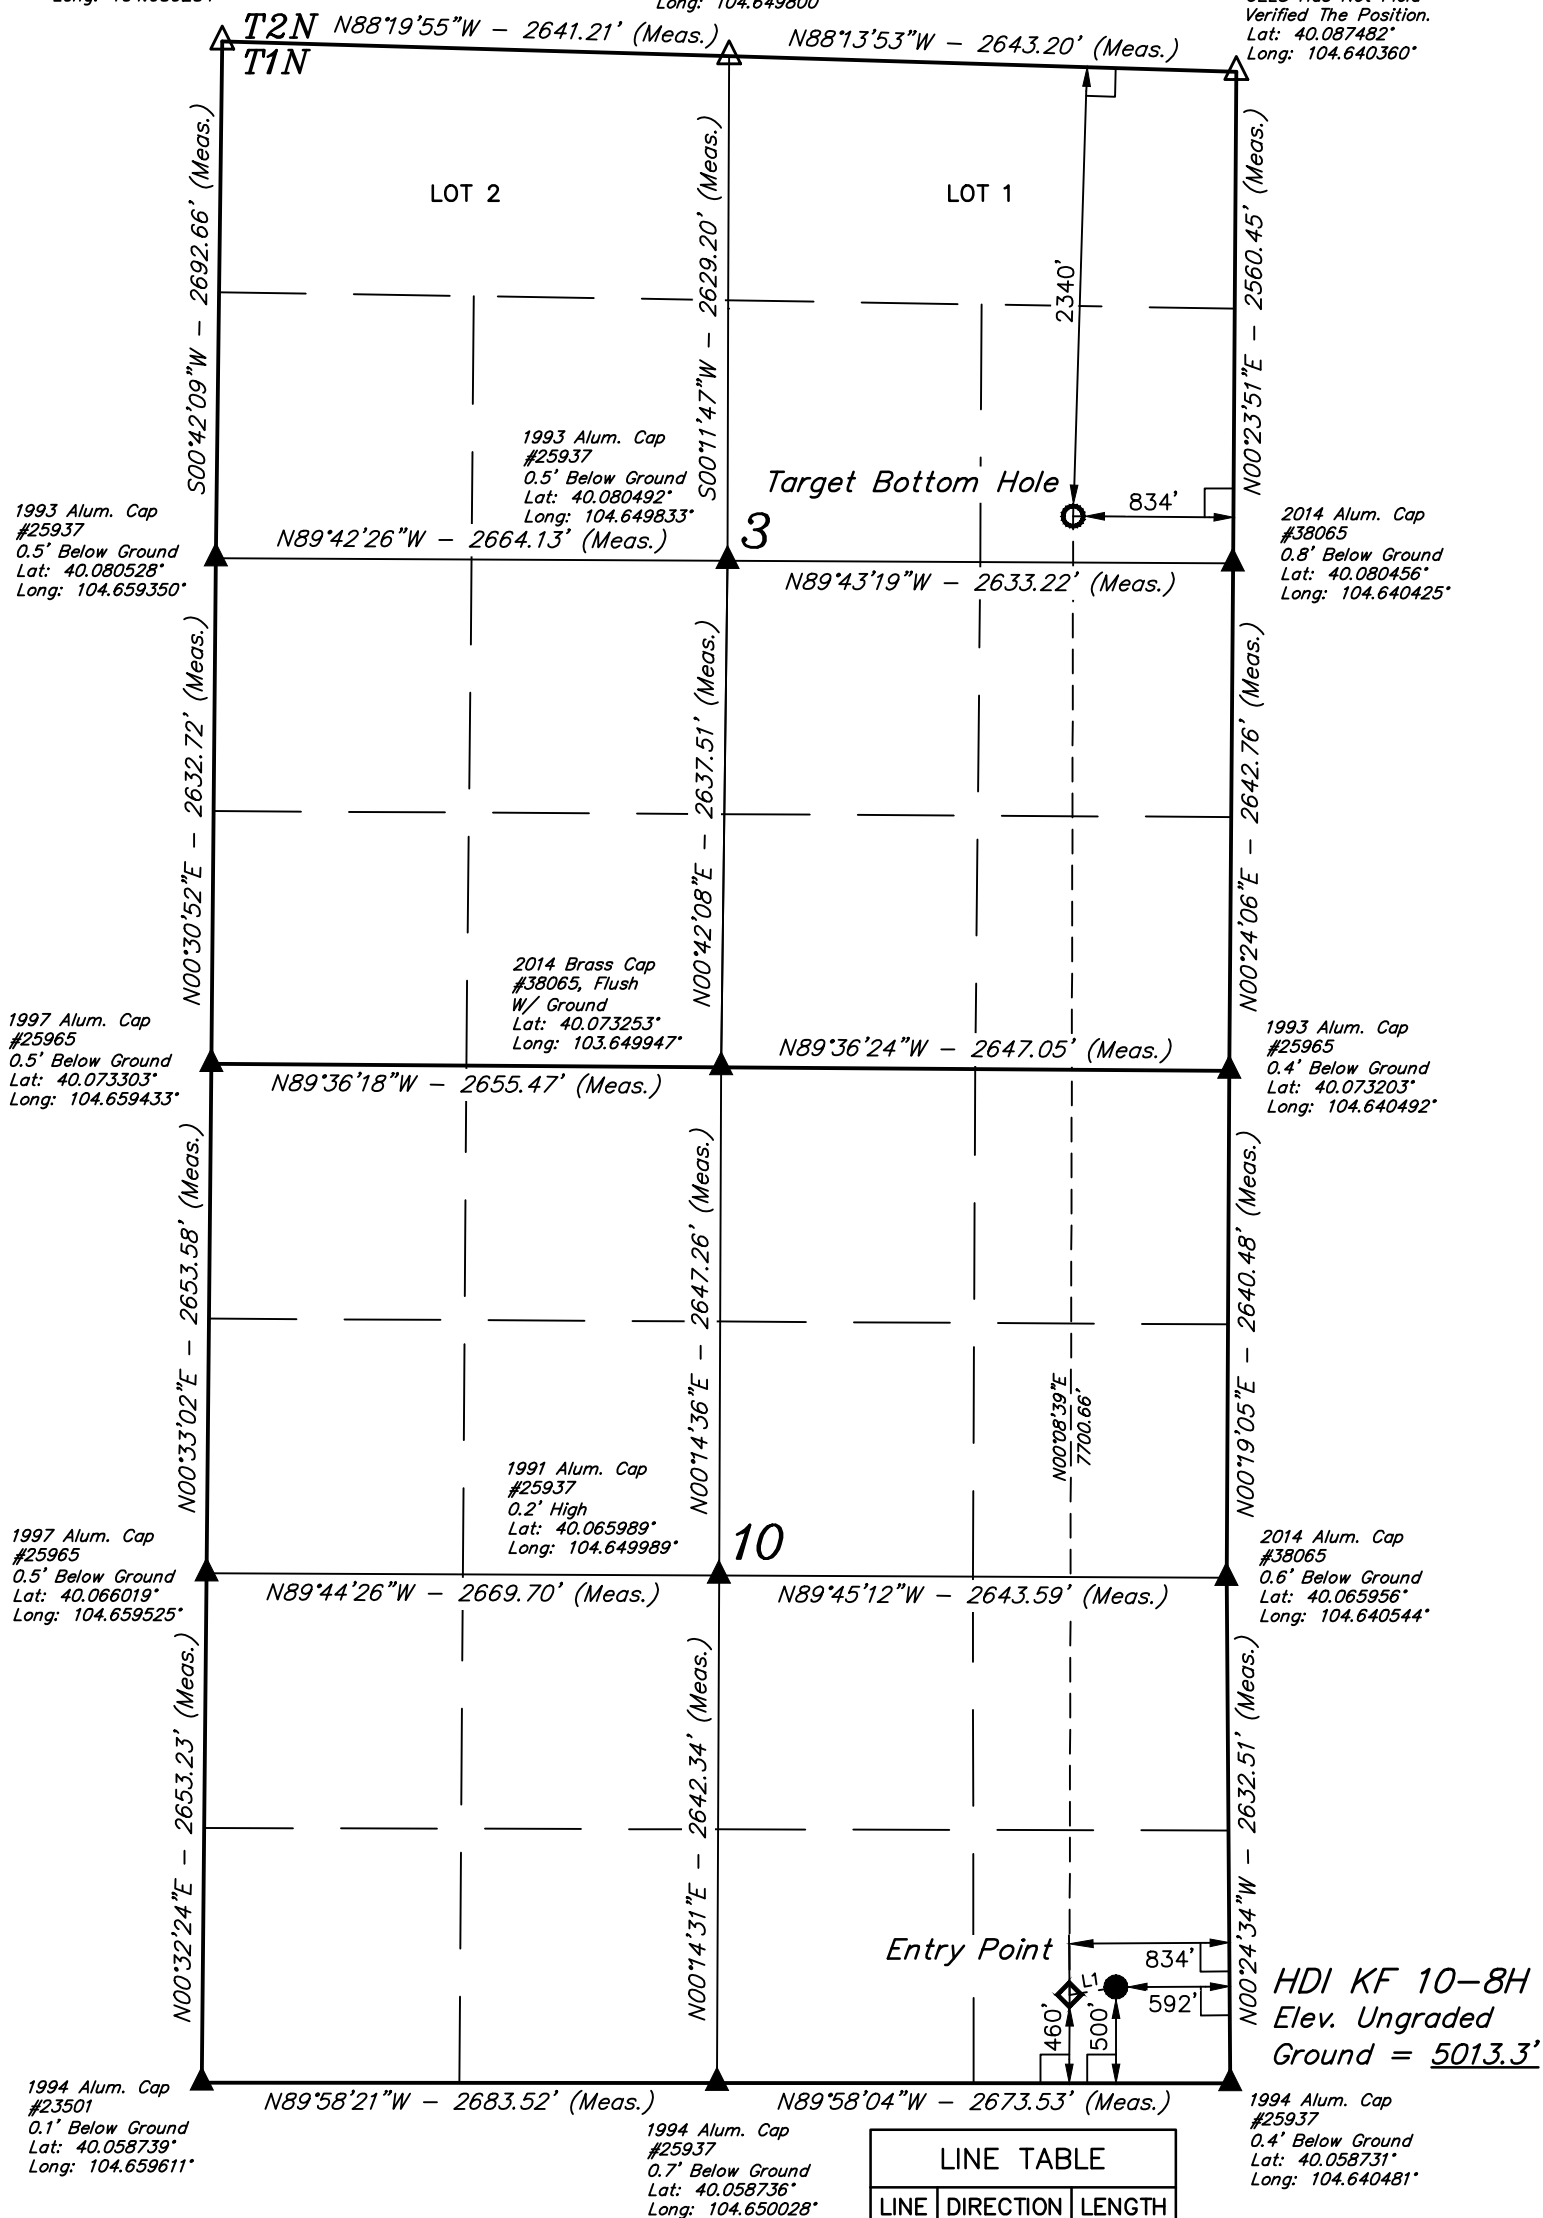 Long: 104.649800°
Verified The Position.
Lat: 40.087482°
Long: 104.640360°
T2N
T1N
N88°19'55"W - 2641.21' (Meas.)
N88°13'53"W - 2643.20' (Meas.)
S00°42'09"W - 2692.66' (Meas.)
S00°11'47"W - 2629.20' (Meas.)
N00°23'51"E - 2560.45' (Meas.)
LOT 2
LOT 1
2340'
1993 Alum. Cap
#25937
0.5' Below Ground
Lat: 40.080492°
Long: 104.649833°
Target Bottom Hole
834'
1993 Alum. Cap
#25937
0.5' Below Ground
Lat: 40.080528°
Long: 104.659350°
N89°42'26"W - 2664.13' (Meas.)
3
N89°43'19"W - 2633.22' (Meas.)
2014 Alum. Cap
#38065
0.8' Below Ground
Lat: 40.080456°
Long: 104.640425°
N00°30'52"E - 2632.72' (Meas.)
N00°42'08"E - 2637.51' (Meas.)
N00°24'06"E - 2642.76' (Meas.)
2014 Brass Cap
#38065, Flush
W/ Ground
Lat: 40.073253°
Long: 103.649947°
1997 Alum. Cap
#25965
0.5' Below Ground
Lat: 40.073303°
Long: 104.659433°
N89°36'18"W - 2655.47' (Meas.)
N89°36'24"W - 2647.05' (Meas.)
1993 Alum. Cap
#25965
0.4' Below Ground
Lat: 40.073203°
Long: 104.640492°
N00°33'02"E - 2653.58' (Meas.)
N00°14'36"E - 2647.26' (Meas.)
N00°08'39"E
7700.66'
N00°19'05"E - 2640.48' (Meas.)
1991 Alum. Cap
#25937
0.2' High
Lat: 40.065989°
Long: 104.649989°
10
1997 Alum. Cap
#25965
0.5' Below Ground
Lat: 40.066019°
Long: 104.659525°
N89°44'26"W - 2669.70' (Meas.)
N89°45'12"W - 2643.59' (Meas.)
2014 Alum. Cap
#38065
0.6' Below Ground
Lat: 40.065956°
Long: 104.640544°
N00°32'24"E - 2653.23' (Meas.)
N00°14'31"E - 2642.34' (Meas.)
N00°24'34"W - 2632.51' (Meas.)
Entry Point
834'
L1
592'
460'
500'
HDI KF 10-8H
Elev. Ungraded
Ground = 5013.3'
1994 Alum. Cap
#23501
0.1' Below Ground
Lat: 40.058739°
Long: 104.659611°
N89°58'21"W - 2683.52' (Meas.)
N89°58'04"W - 2673.53' (Meas.)
1994 Alum. Cap
#25937
0.7' Below Ground
Lat: 40.058736°
Long: 104.650028°
1994 Alum. Cap
#25937
0.4' Below Ground
Lat: 40.058731°
Long: 104.640481°
LINE TABLE
LINE DIRECTION LENGTH